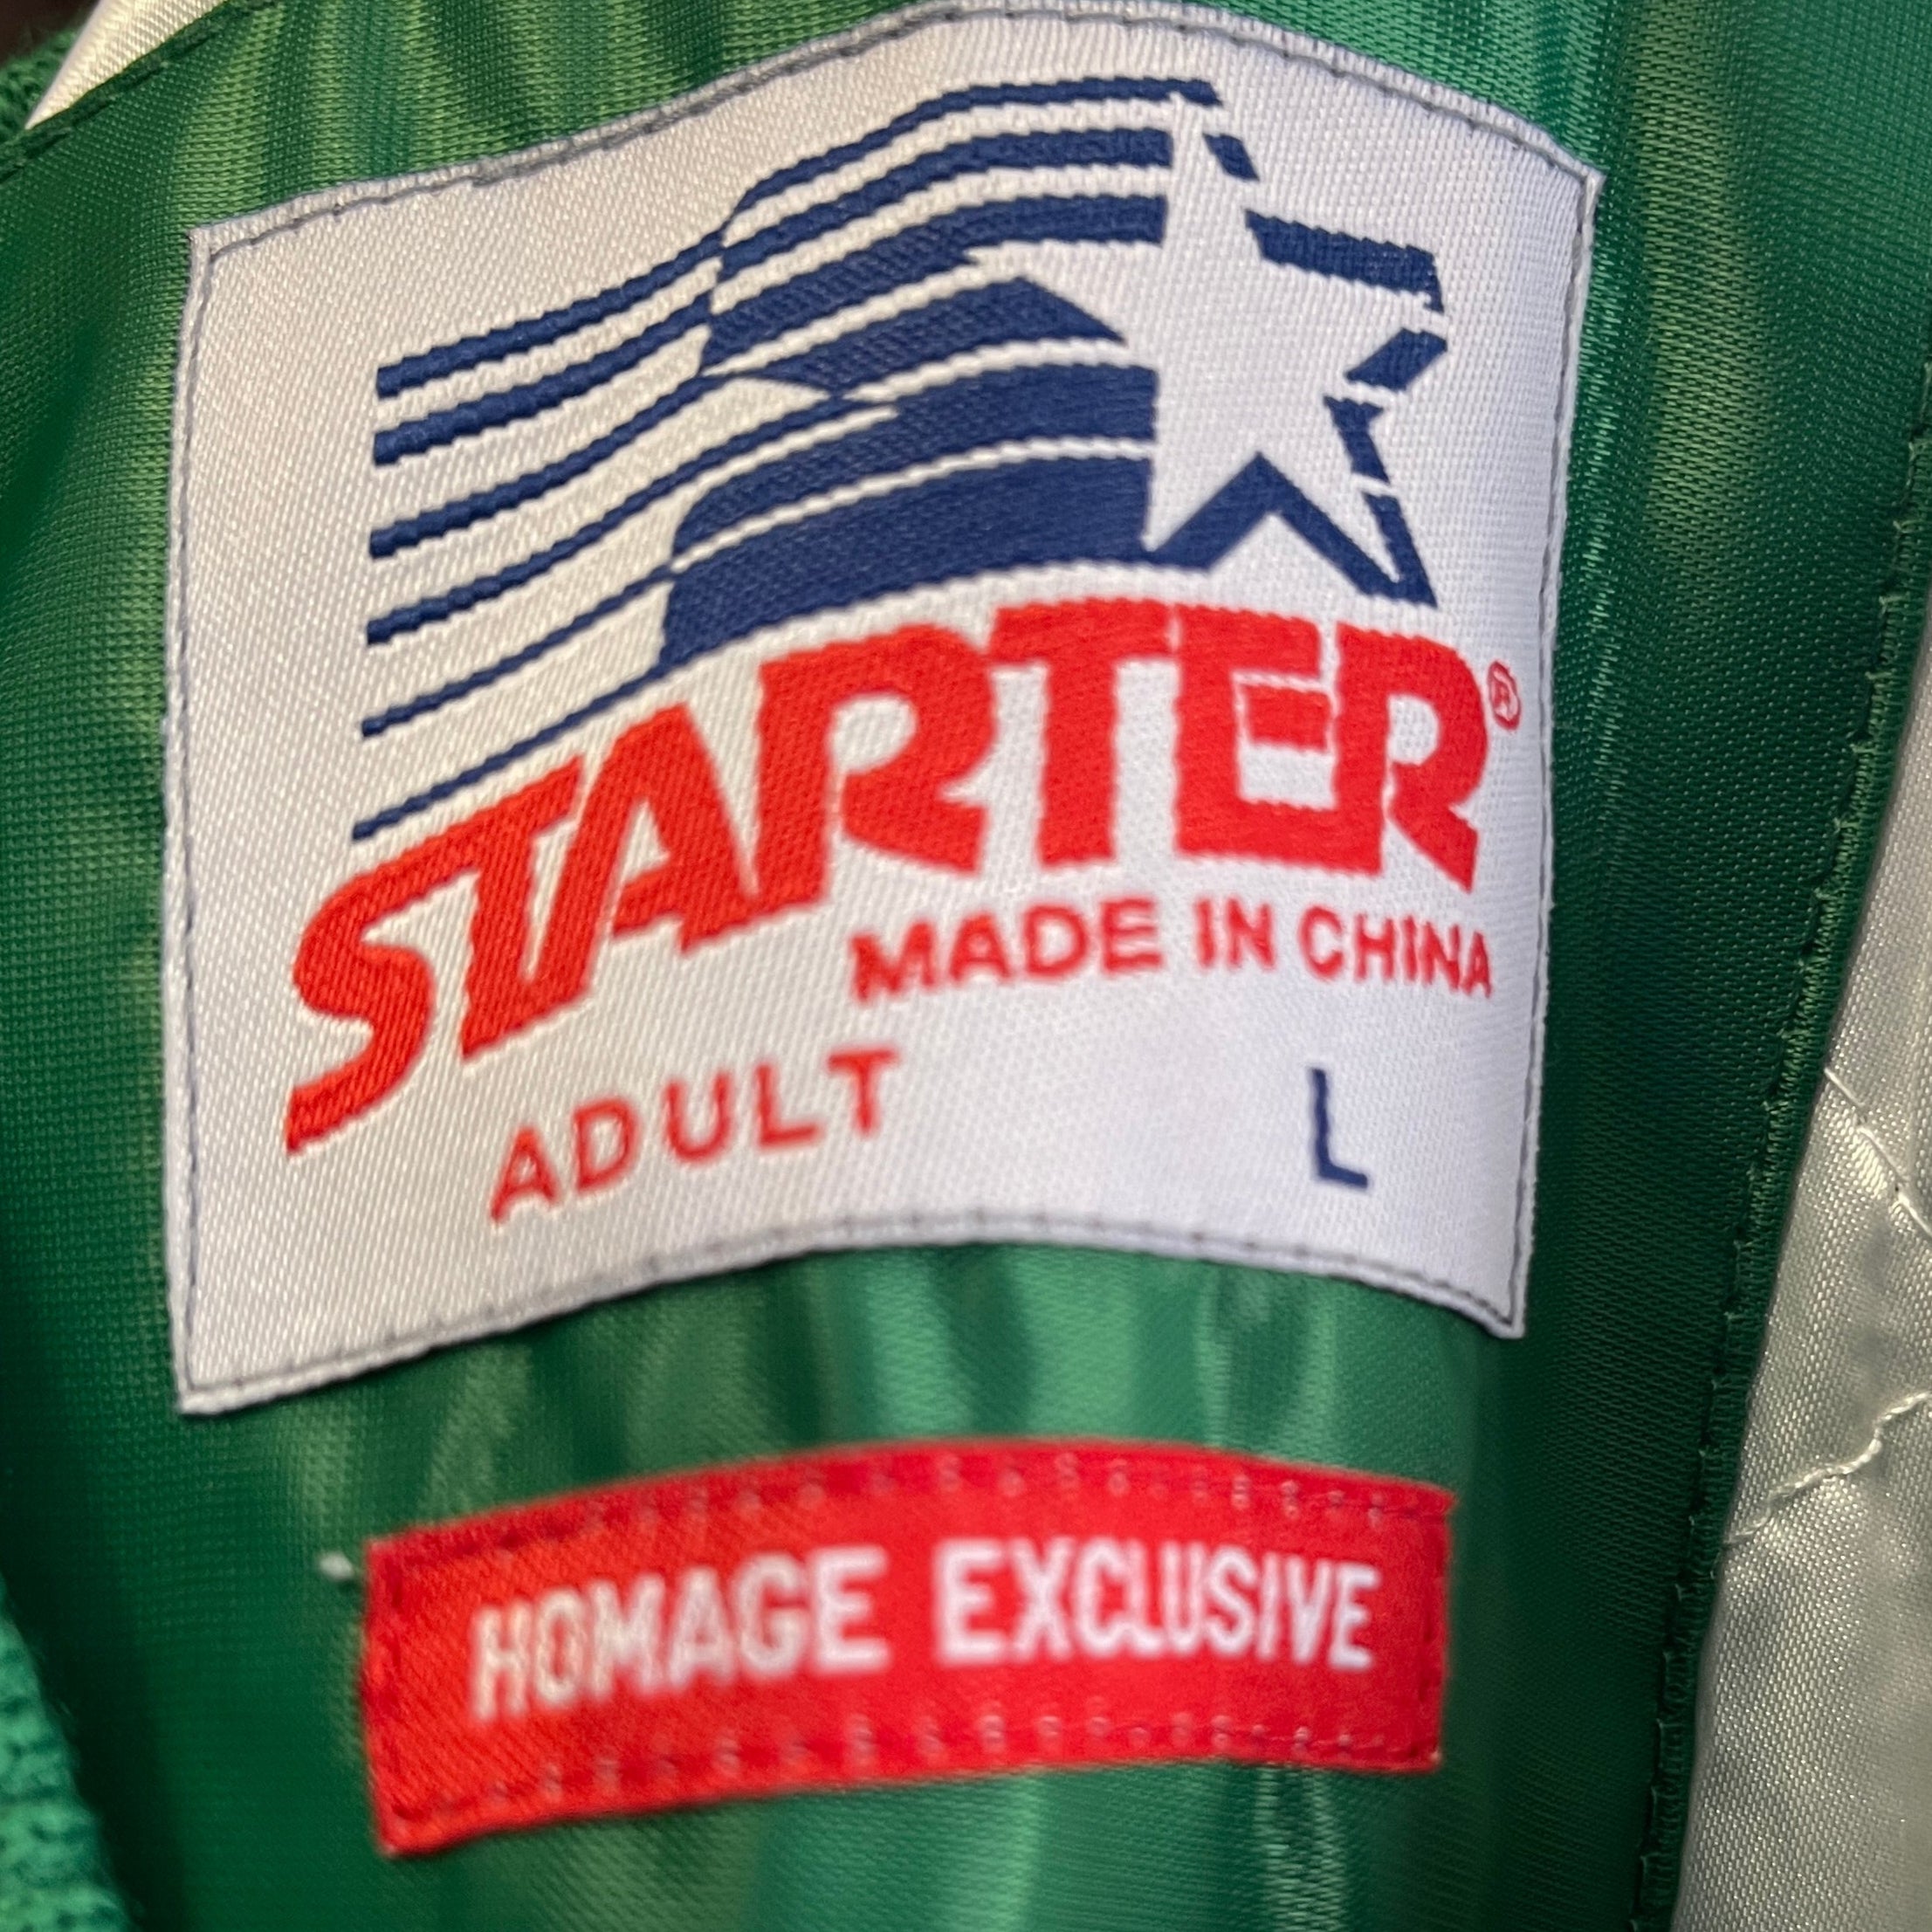 STARTER®
MADE IN CHINA
ADULT L
HOMAGE EXCLUSIVE